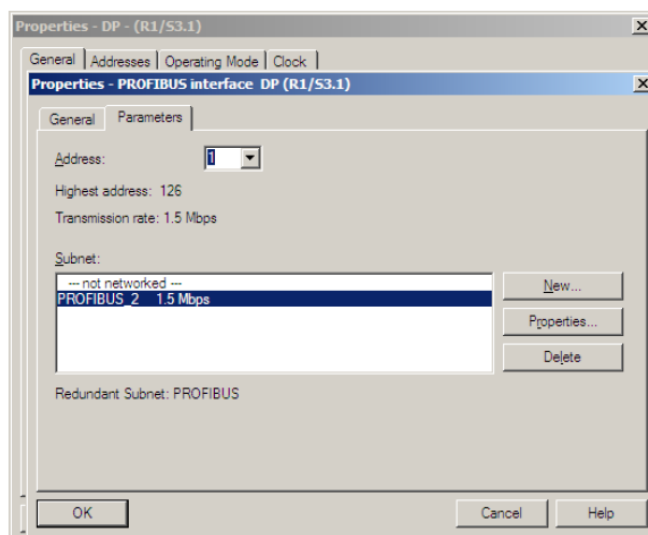 Properties - DP - (R1/S3.1)
General Addresses Operating Mode Clock
Properties - PROFIBUS interface DP (R1/S3.1)
General Parameters
Address: 1
Highest address: 126
Transmission rate: 1.5 Mbps
Subnet:
--- not networked ---
New...
PROFIBUS_2 1.5 Mbps
Properties...
Delete
Redundant Subnet: PROFIBUS
OK Cancel Help